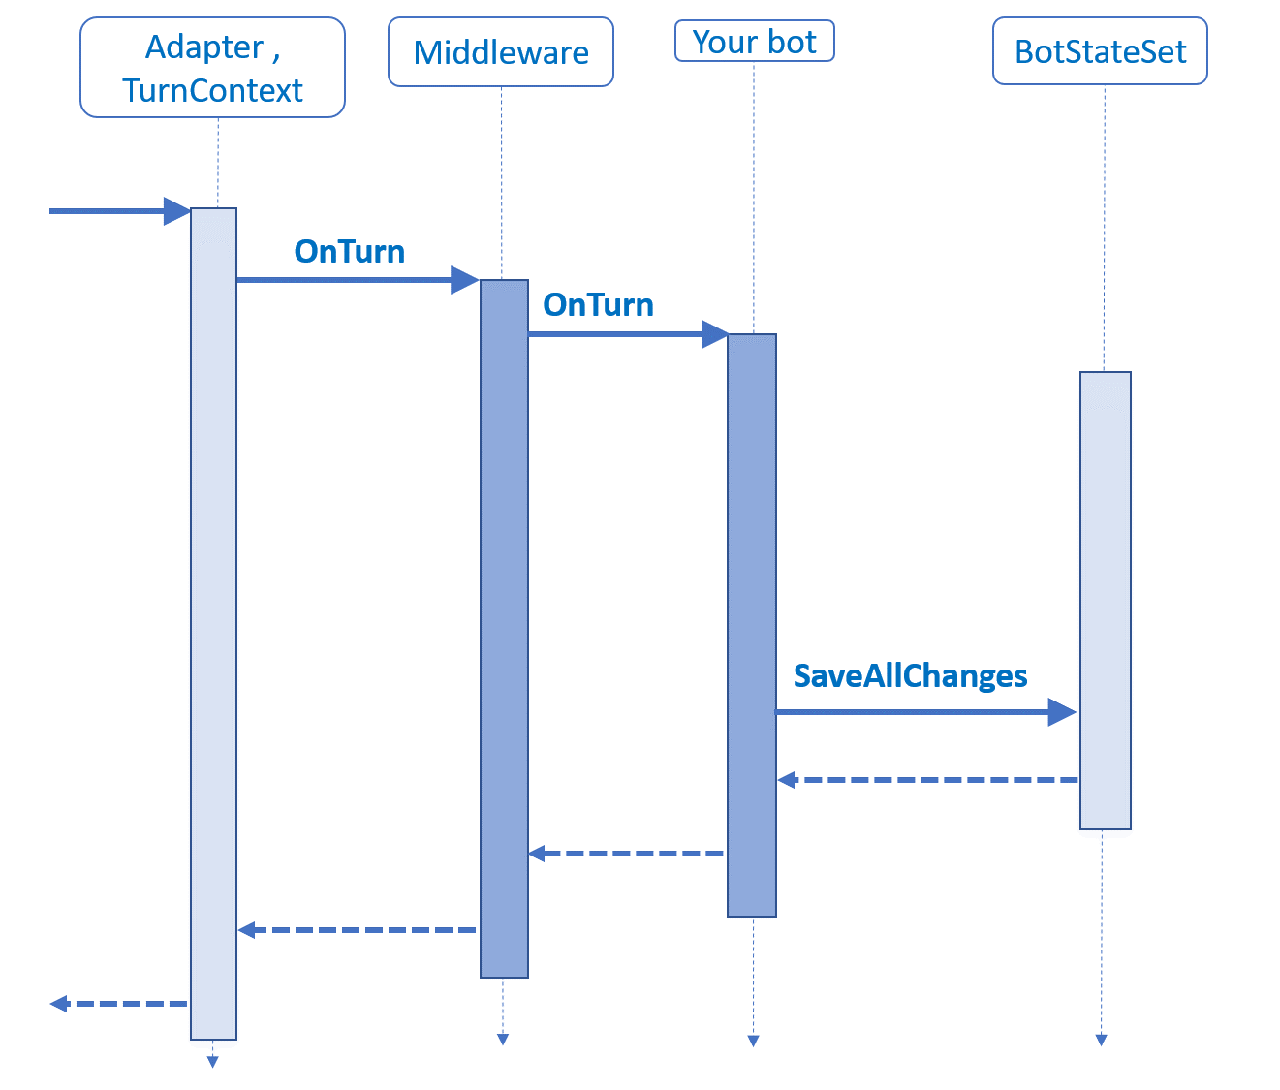 Adapter ,
TurnContext
Middleware
Your bot
BotStateSet
OnTurn
OnTurn
SaveAllChanges